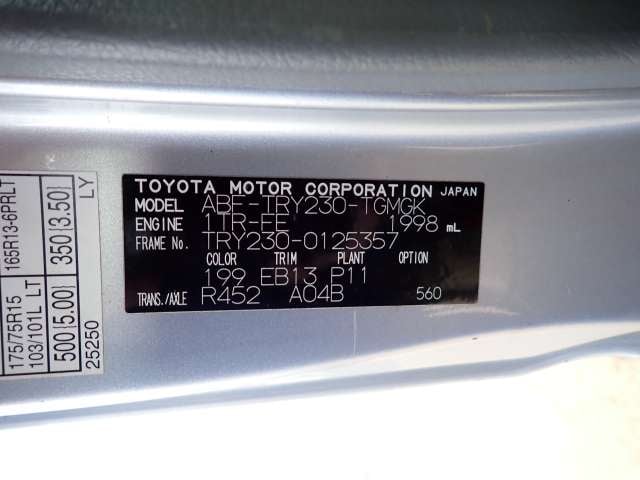 TOYOTA MOTOR CORPORATION JAPAN
MODEL ABF-TRY230-TGMGK
ENGINE 1TR-FE 1998 mL
FRAME No. TRY230-0125357
COLOR TRIM PLANT OPTION
199 EB13 P11
TRANS./AXLE R452 A04B 560
175/75R15 165R13-6PRLT
103/101L LT
500(5.00) 350(3.50)
25250 LY